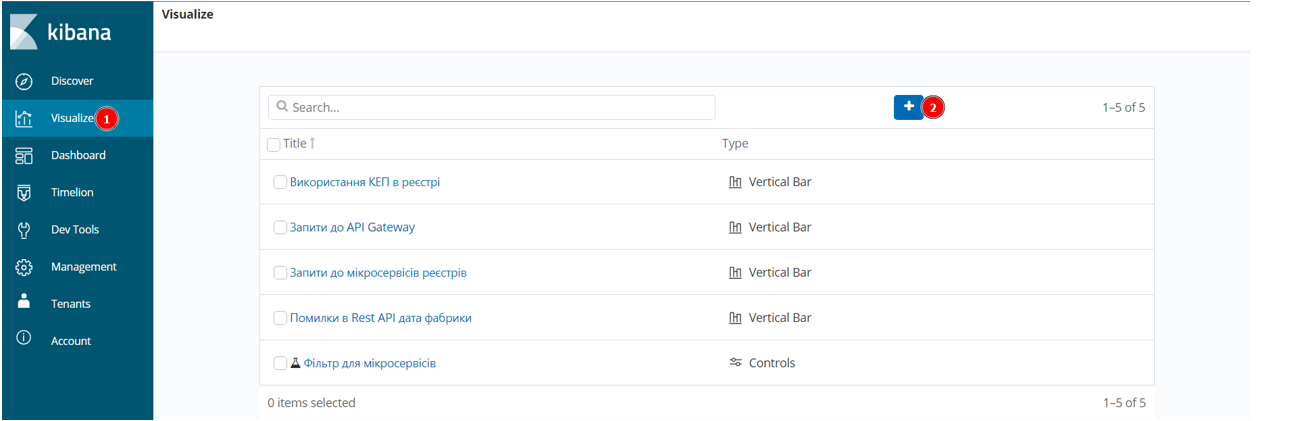 Visualize
kibana
Discover
Visualize 1
Dashboard
Timelion
Dev Tools
Management
Tenants
Account
Search...
+ 2
1–5 of 5
Title Type
Використання КЕП в реєстрі Vertical Bar
Запити до API Gateway Vertical Bar
Запити до мікросервісів реєстрів Vertical Bar
Помилки в Rest API дата фабрики Vertical Bar
Фільтр для мікросервісів Controls
0 items selected 1–5 of 5